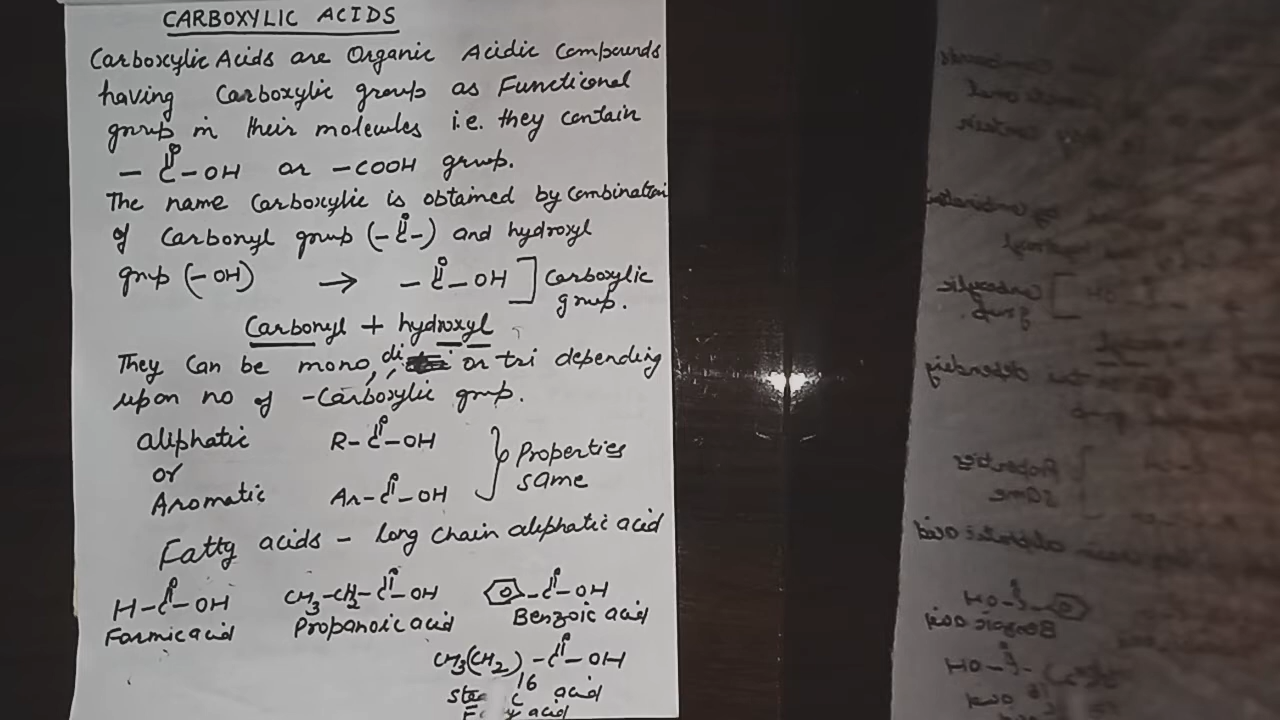 CARBOXYLIC ACIDS
Carboxylic Acids are Organic Acidic Compounds
having Carboxylic group as Functional
group in their molecules i.e. they contain
-C(=O)-OH or -COOH group.
The name Carboxylic is obtained by combination
of Carbonyl group (-C(=O)-) and hydroxyl
group (-OH) → -C(=O)-OH ] Carboxylic
group.
Carbonyl + hydroxyl
They can be mono, di, or tri depending
upon no of -Carboxylic group.
aliphatic R-C(=O)-OH
or } Properties same
Aromatic Ar-C(=O)-OH
Fatty acids - long chain aliphatic acid
H-C(=O)-OH CH3-CH2-C(=O)-OH -C(=O)-OH
Formic acid Propanoic acid Benzoic acid
CH3(CH2)16-C(=O)-OH
acid
acid